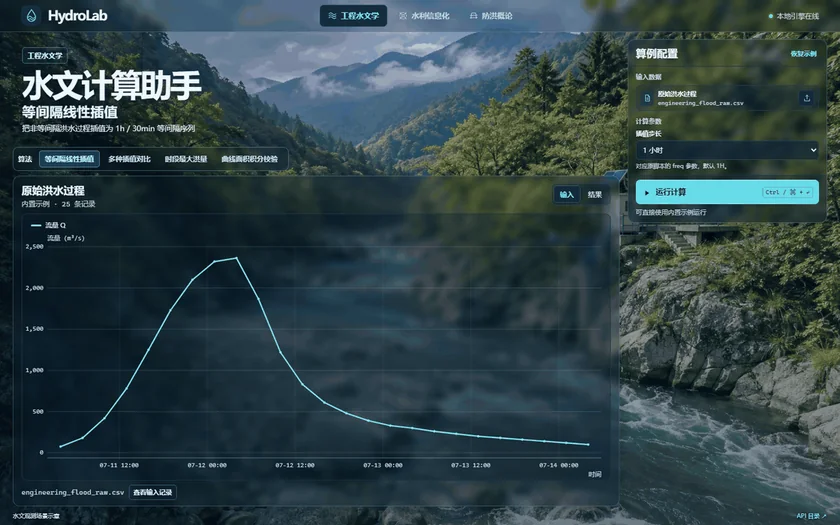 HydroLab
工程水文学
水利信息化
防洪概论
本地引擎在线
工程水文学
水文计算助手
等间隔线性插值
把非等间隔洪水过程插值为 1h / 30min 等间隔序列
算法
等间隔线性插值
多种插值对比
时段最大洪量
曲线面积积分校验
原始洪水过程
内置示例 · 25 条记录
输入
结果
流量 Q
流量 (m³/s)
2,500
2,000
1,500
1,000
500
0
07-11 12:00
07-12 00:00
07-12 12:00
07-13 00:00
07-13 12:00
07-14 00:00
时间
engineering_flood_raw.csv
查看输入记录
算例配置
恢复示例
输入数据
原始洪水过程
engineering_flood_raw.csv
计算参数
插值步长
1 小时
对应原脚本的 freq 参数，默认 1H。
运行计算
Ctrl / ⌘ + ↵
可直接使用内置示例运行
水文观测场景示意
API 目录 ↗